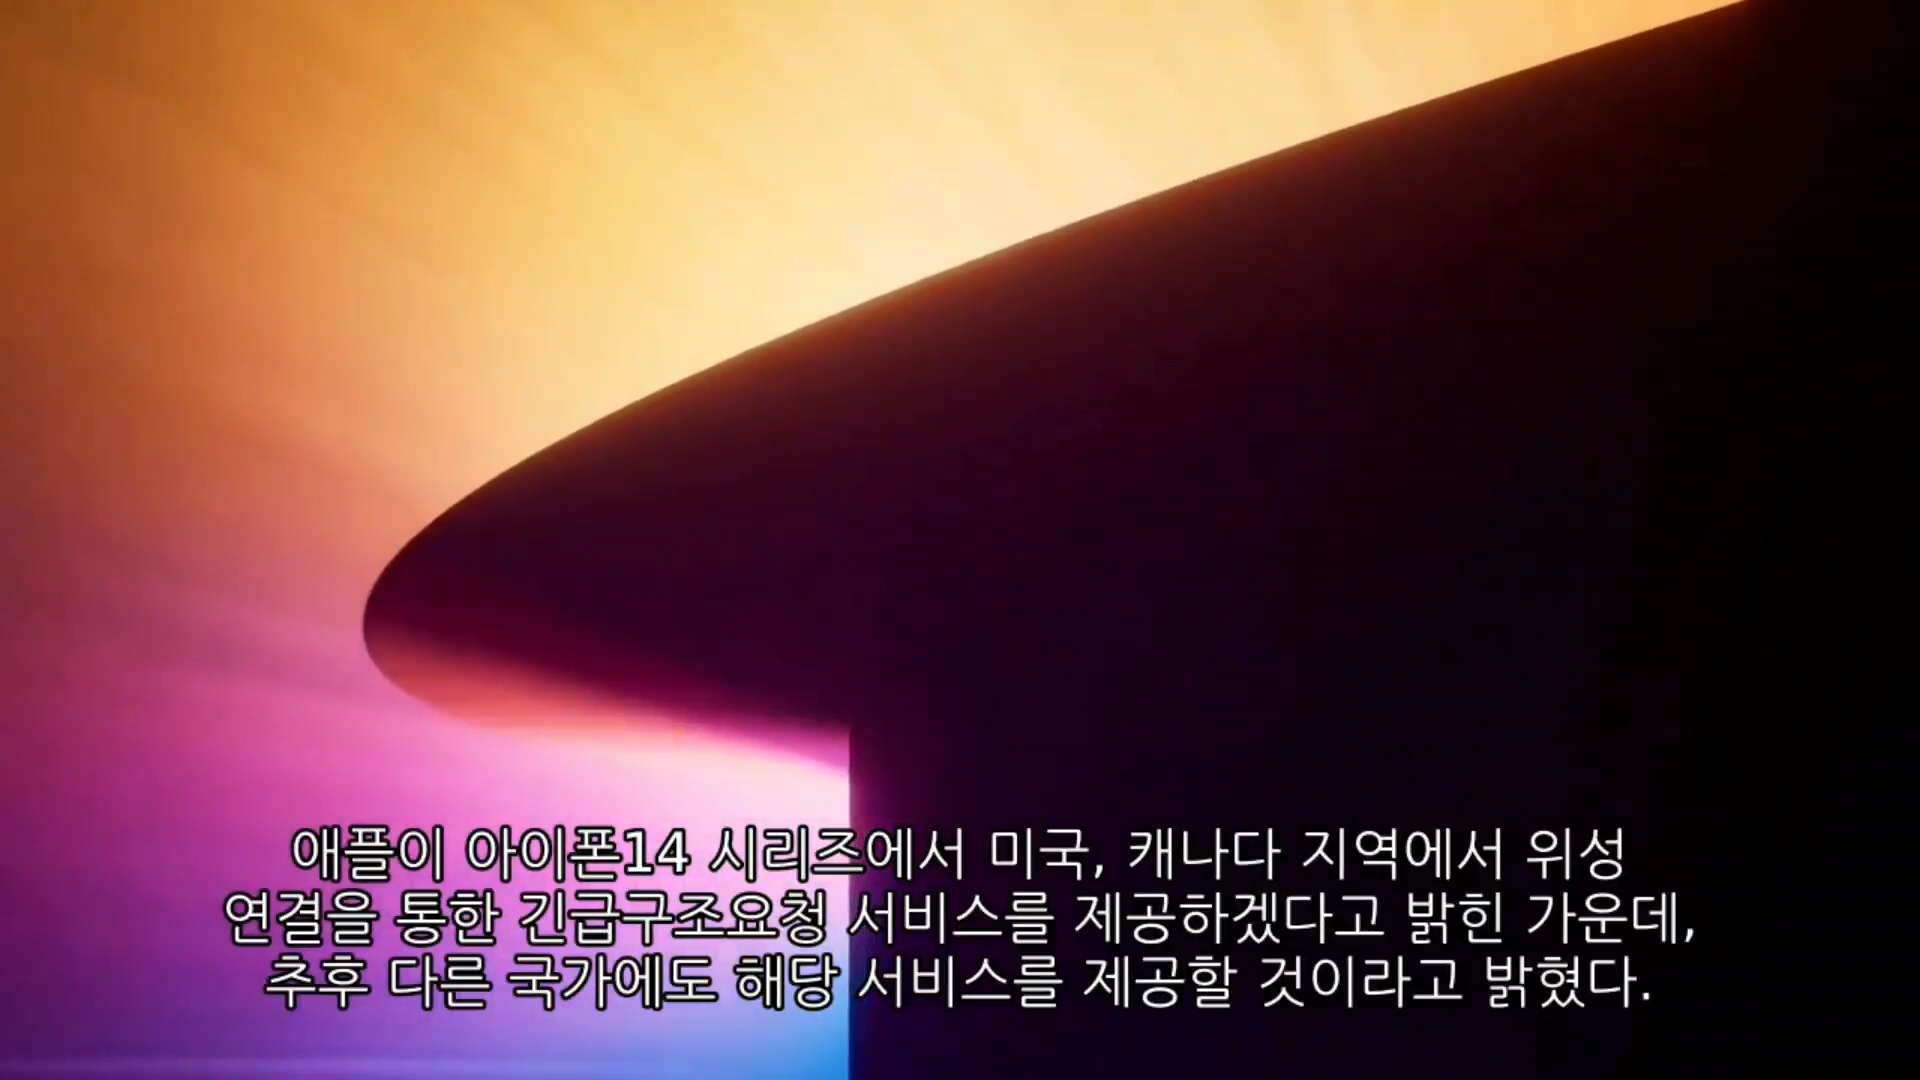 애플이 아이폰14 시리즈에서 미국, 캐나다 지역에서 위성
연결을 통한 긴급구조요청 서비스를 제공하겠다고 밝힌 가운데,
추후 다른 국가에도 해당 서비스를 제공할 것이라고 밝혔다.